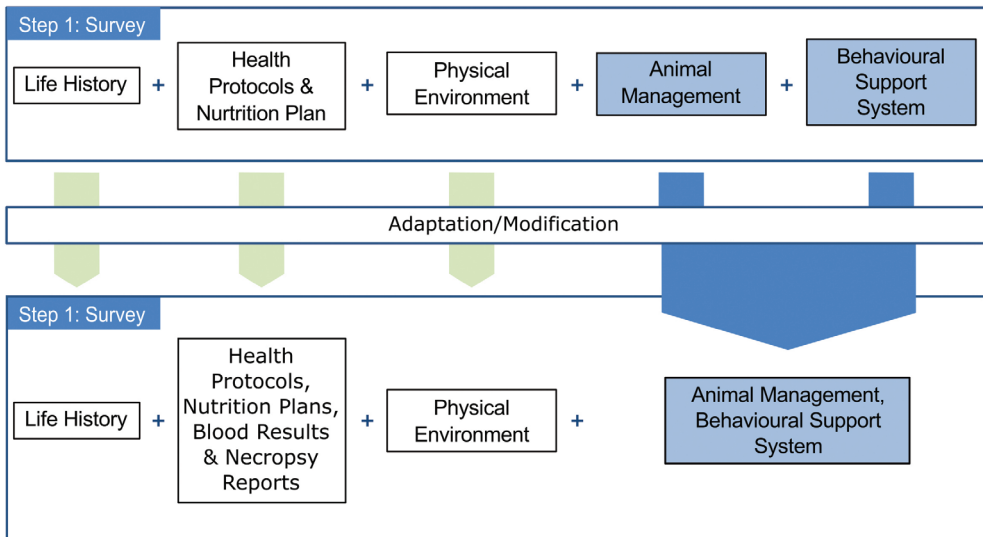 Step 1: Survey
Life History
+
Health
Protocols &
Nurtrition Plan
+
Physical
Environment
+
Animal
Management
+
Behavioural
Support
System
Adaptation/Modification
Step 1: Survey
Life History
+
Health
Protocols,
Nutrition Plans,
Blood Results
& Necropsy
Reports
+
Physical
Environment
+
Animal Management,
Behavioural Support
System